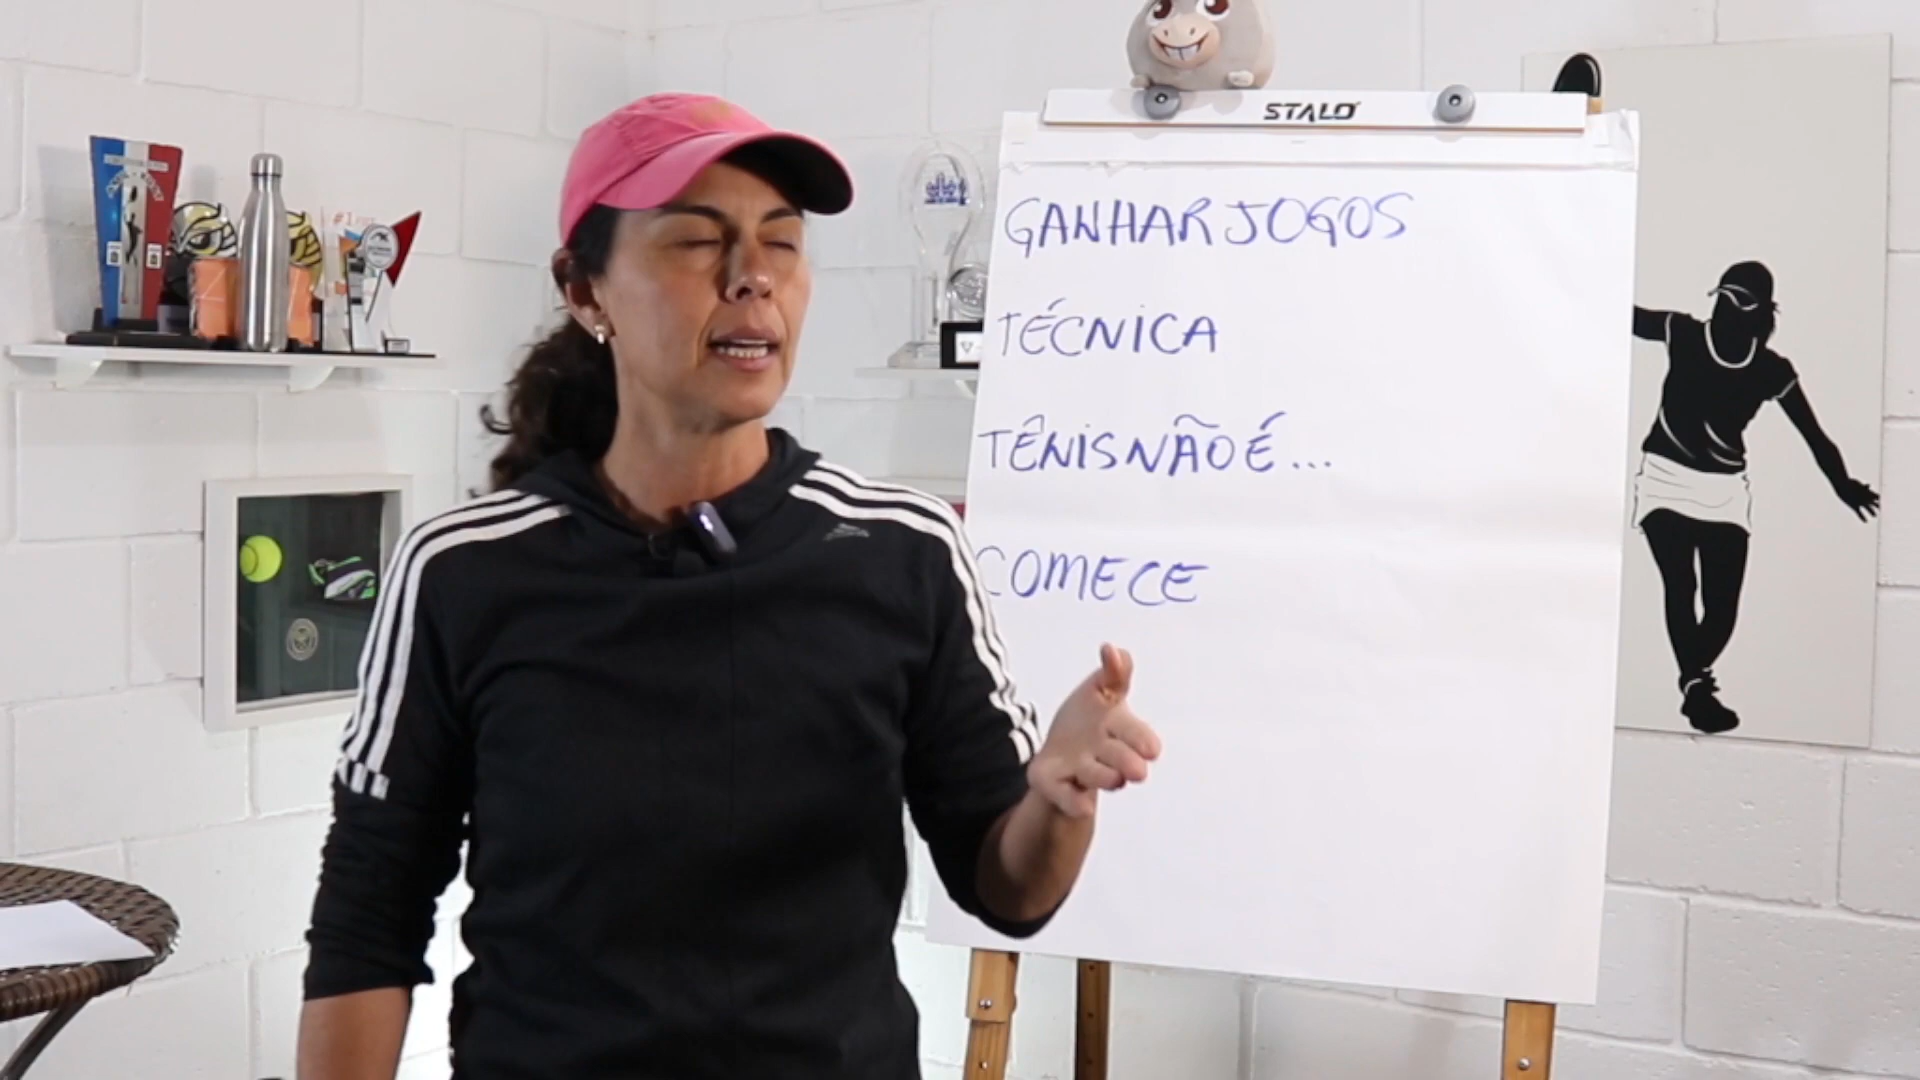 STALO
GANHAR JOGOS
TÉCNICA
TÊNIS NÃO É...
COMECE